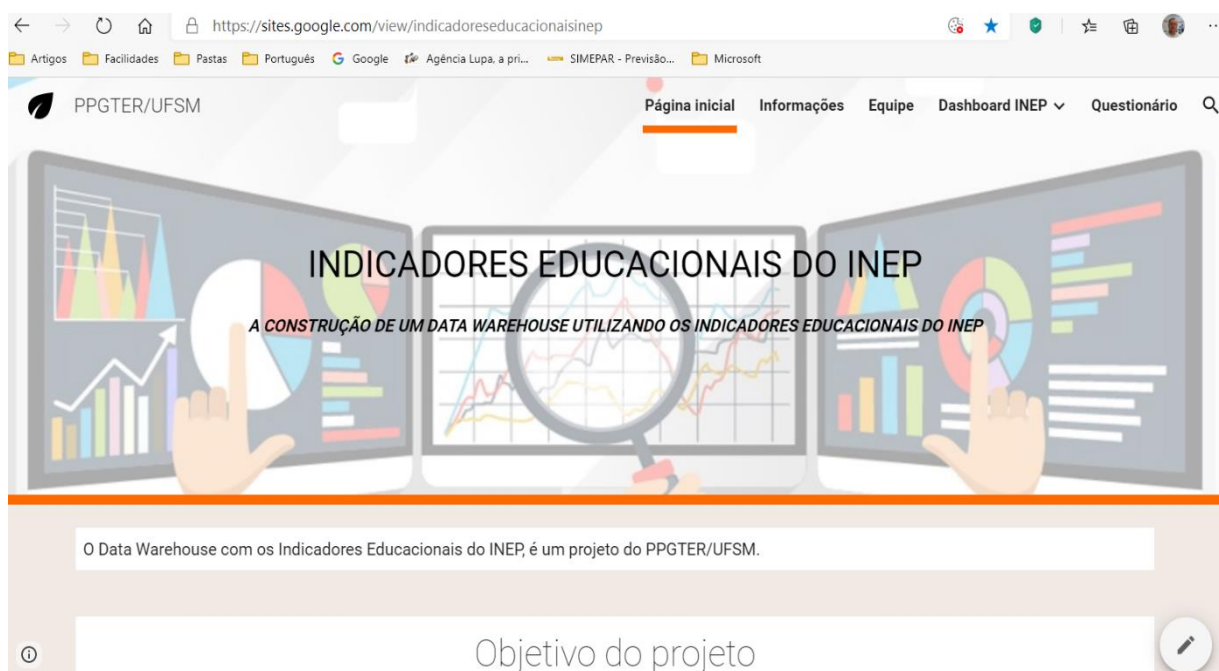 https://sites.google.com/view/indicadoreseducacionaisinep
Artigos Facilidades Pastas Português Google Agência Lupa, a pri... SIMEPAR - Previsão... Microsoft
PPGTER/UFSM Página inicial Informações Equipe Dashboard INEP Questionário
INDICADORES EDUCACIONAIS DO INEP
A CONSTRUÇÃO DE UM DATA WAREHOUSE UTILIZANDO OS INDICADORES EDUCACIONAIS DO INEP
O Data Warehouse com os Indicadores Educacionais do INEP, é um projeto do PPGTER/UFSM.
Objetivo do projeto